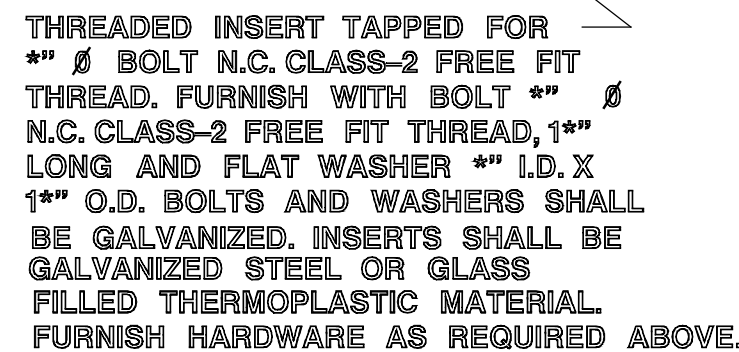 THREADED INSERT TAPPED FOR
*" Ø BOLT N.C. CLASS–2 FREE FIT
THREAD. FURNISH WITH BOLT *" Ø
N.C. CLASS–2 FREE FIT THREAD, 1*"
LONG AND FLAT WASHER *" I.D. X
1*" O.D. BOLTS AND WASHERS SHALL
BE GALVANIZED. INSERTS SHALL BE
GALVANIZED STEEL OR GLASS
FILLED THERMOPLASTIC MATERIAL.
FURNISH HARDWARE AS REQUIRED ABOVE.